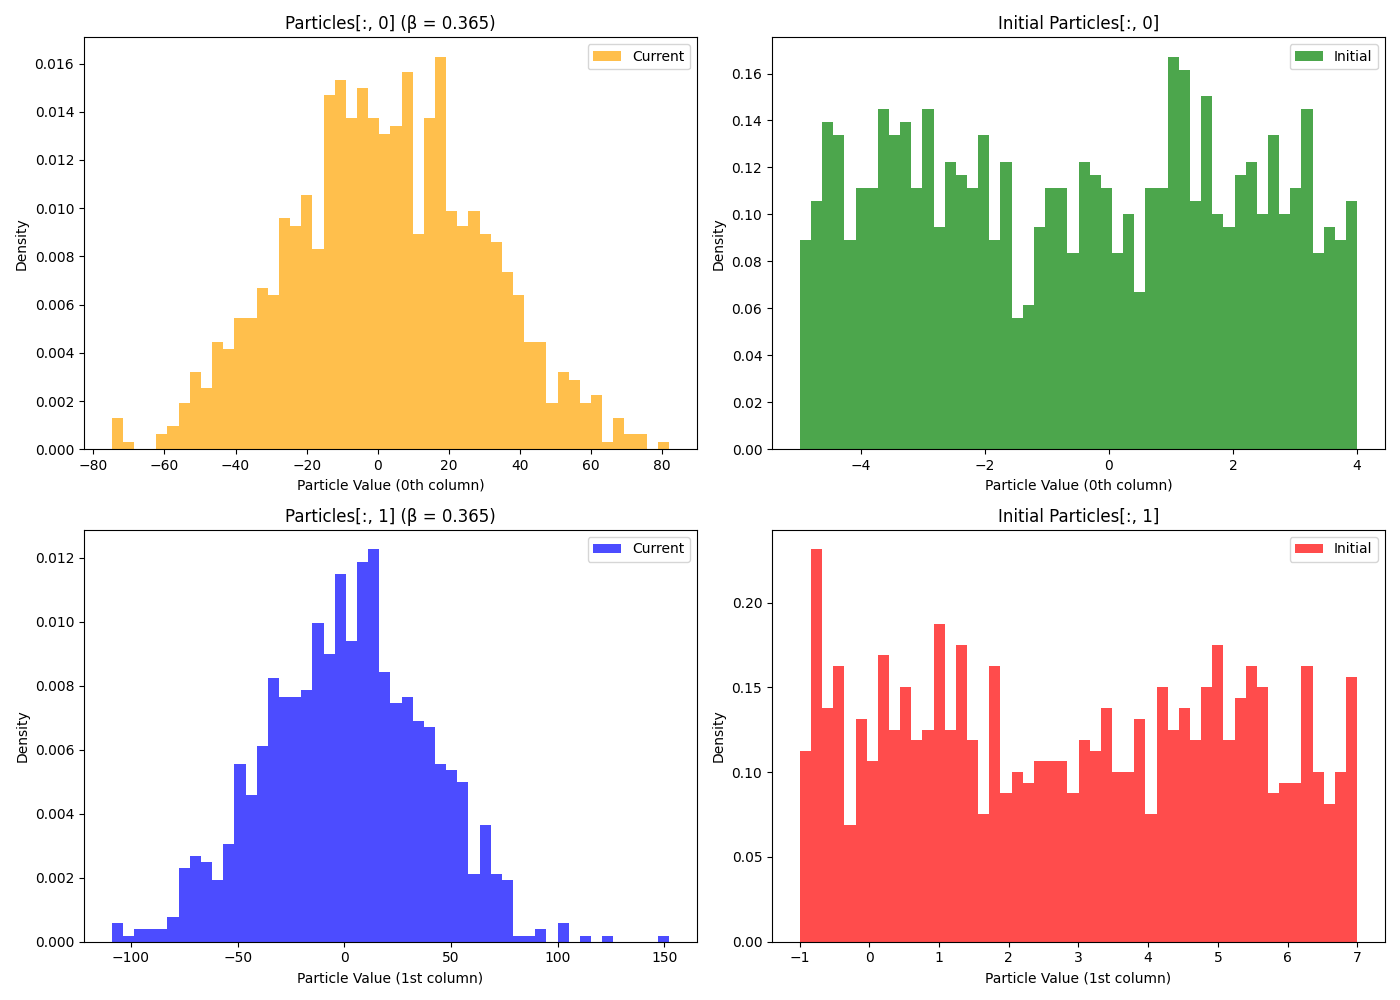 Particles[:, 0] (β = 0.365)
Current
0.016
0.014
0.012
0.010
0.008
0.006
0.004
0.002
0.000
Density
−80 −60 −40 −20 0 20 40 60 80
Particle Value (0th column)
Initial Particles[:, 0]
Initial
0.16
0.14
0.12
0.10
0.08
0.06
0.04
0.02
0.00
Density
−4 −2 0 2 4
Particle Value (0th column)
Particles[:, 1] (β = 0.365)
Current
0.012
0.010
0.008
0.006
0.004
0.002
0.000
Density
−100 −50 0 50 100 150
Particle Value (1st column)
Initial Particles[:, 1]
Initial
0.20
0.15
0.10
0.05
0.00
Density
−1 0 1 2 3 4 5 6 7
Particle Value (1st column)